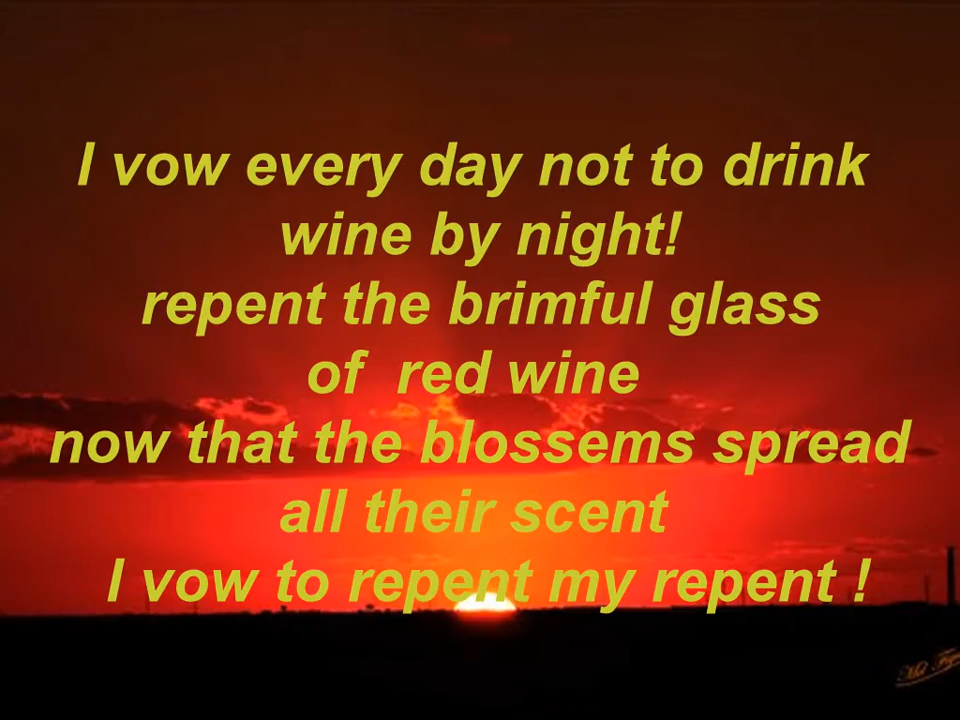 I vow every day not to drink
wine by night!
repent the brimful glass
of  red wine
now that the blossems spread
all their scent
I vow to repent my repent !